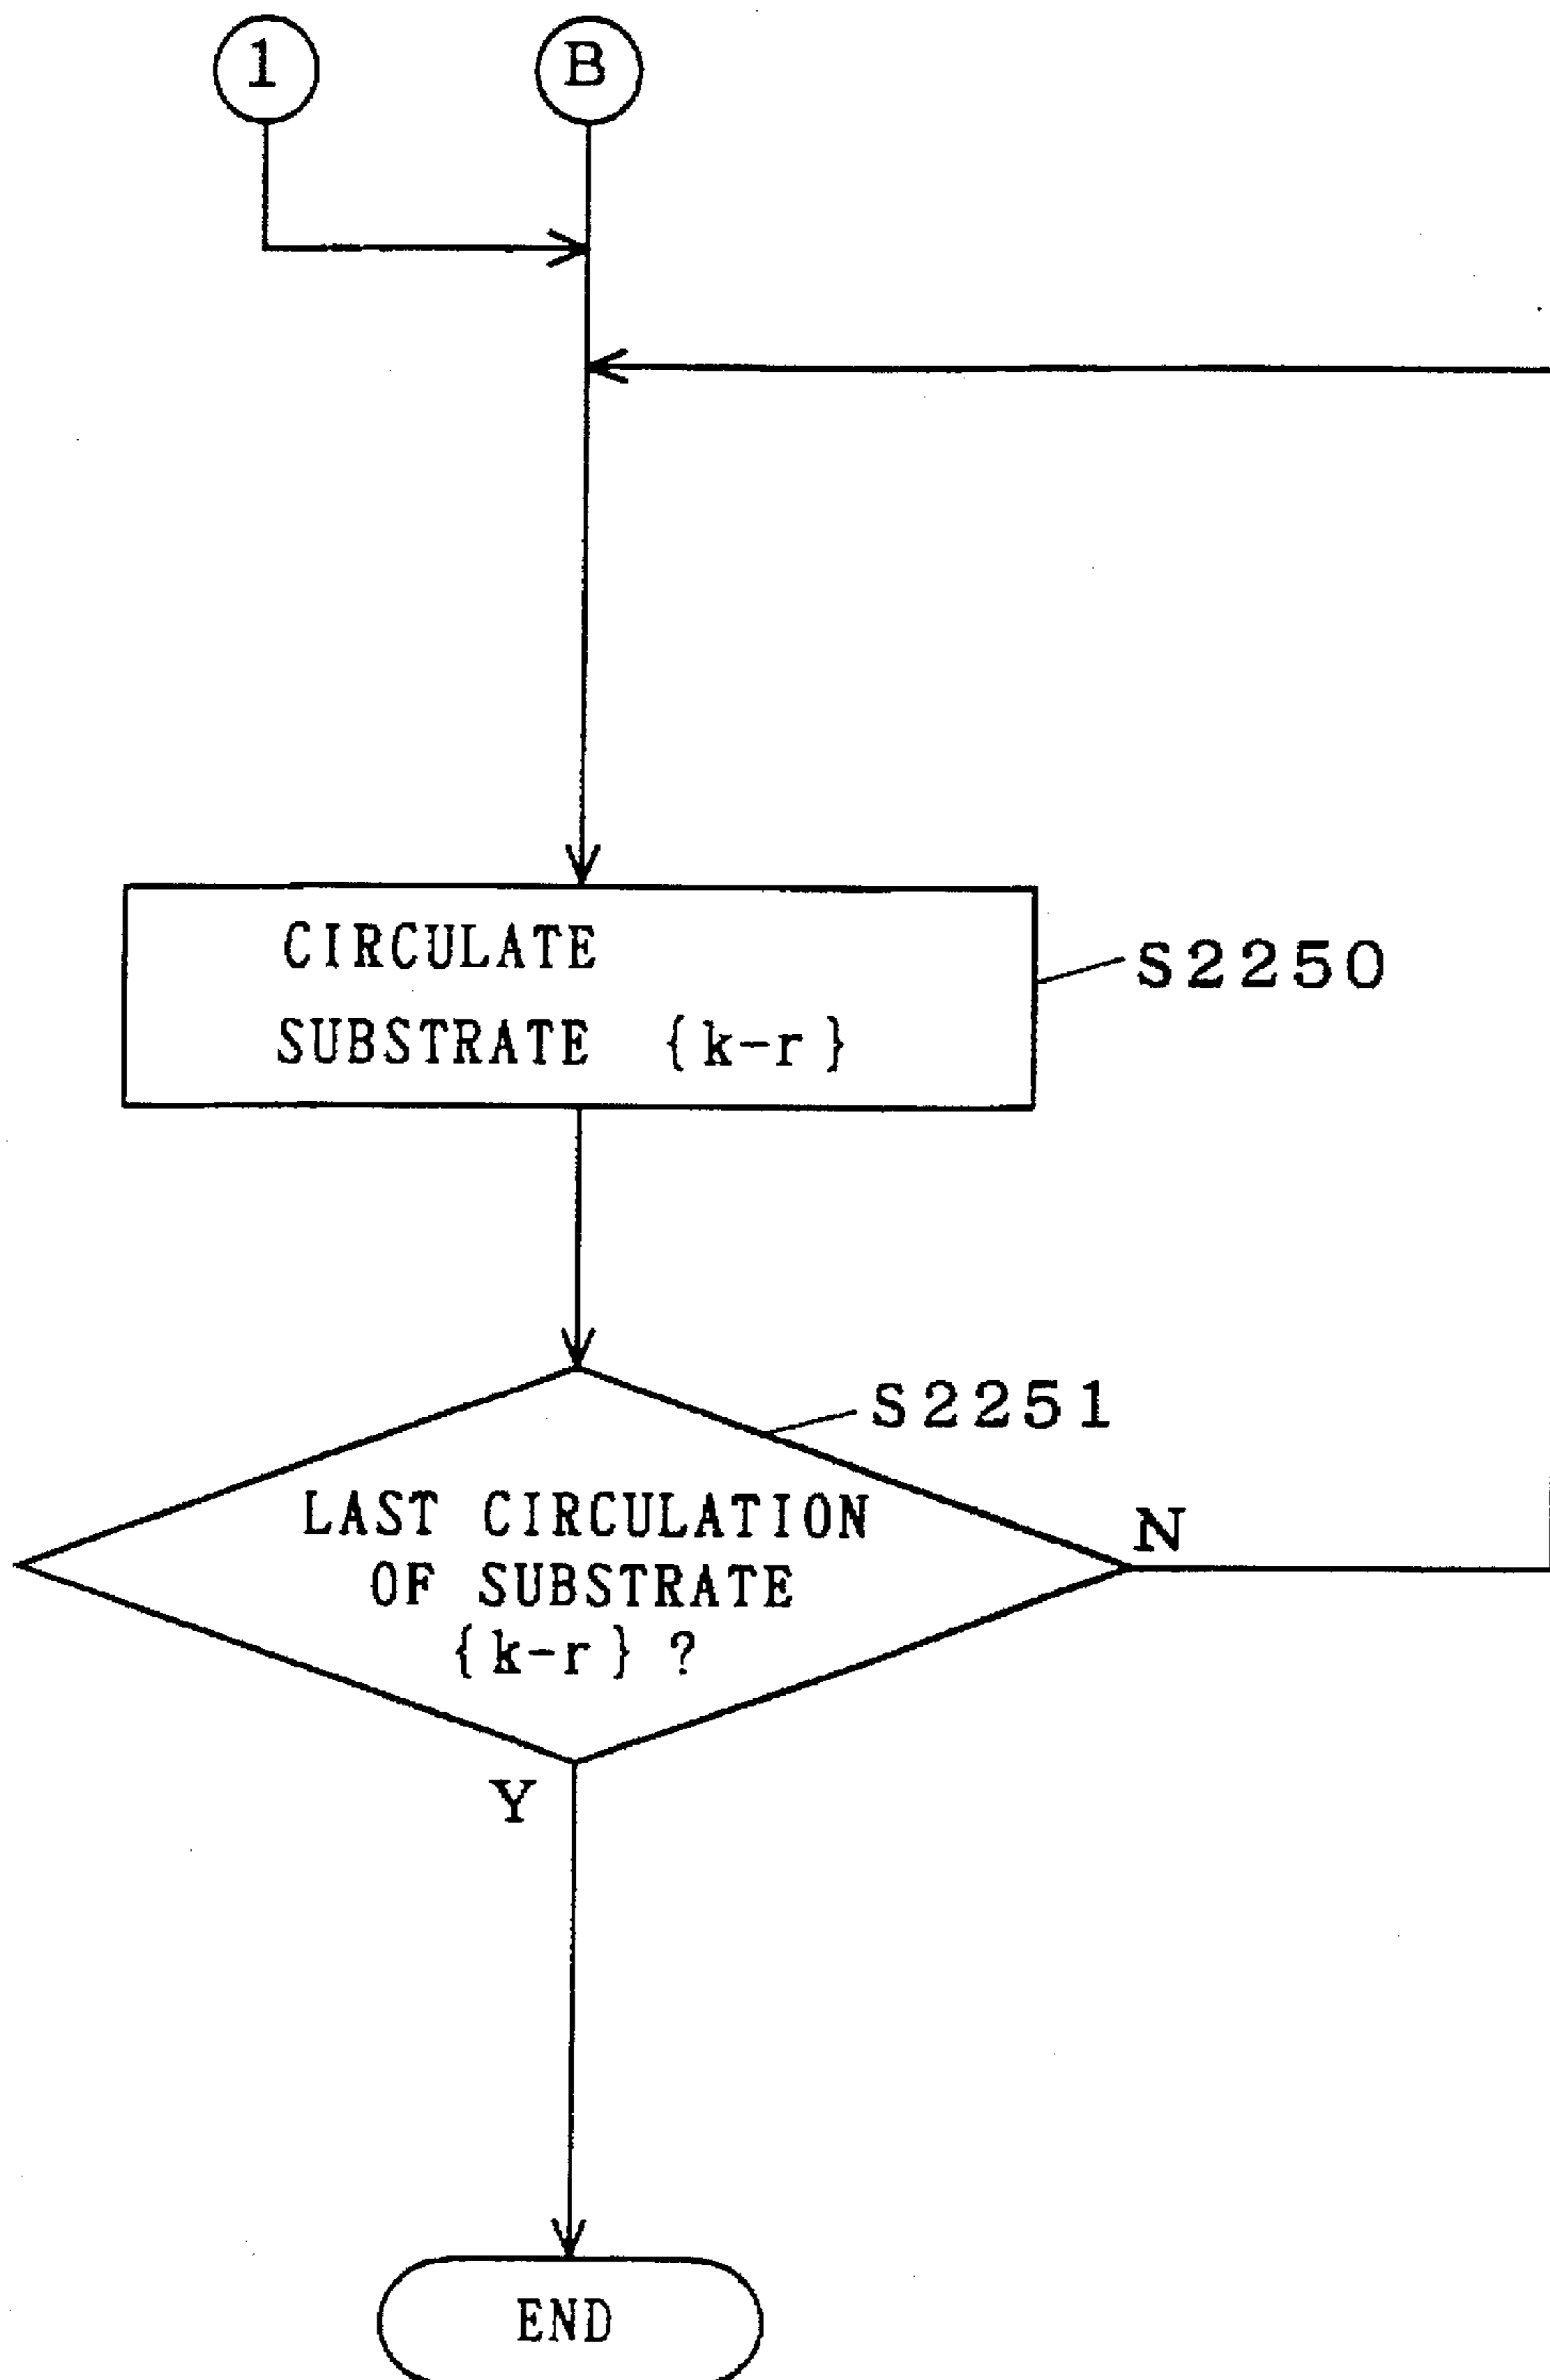 1
B
CIRCULATE
SUBSTRATE {k-r}
S2250
S2251
LAST CIRCULATION
OF SUBSTRATE
{k-r} ?
N
Y
END